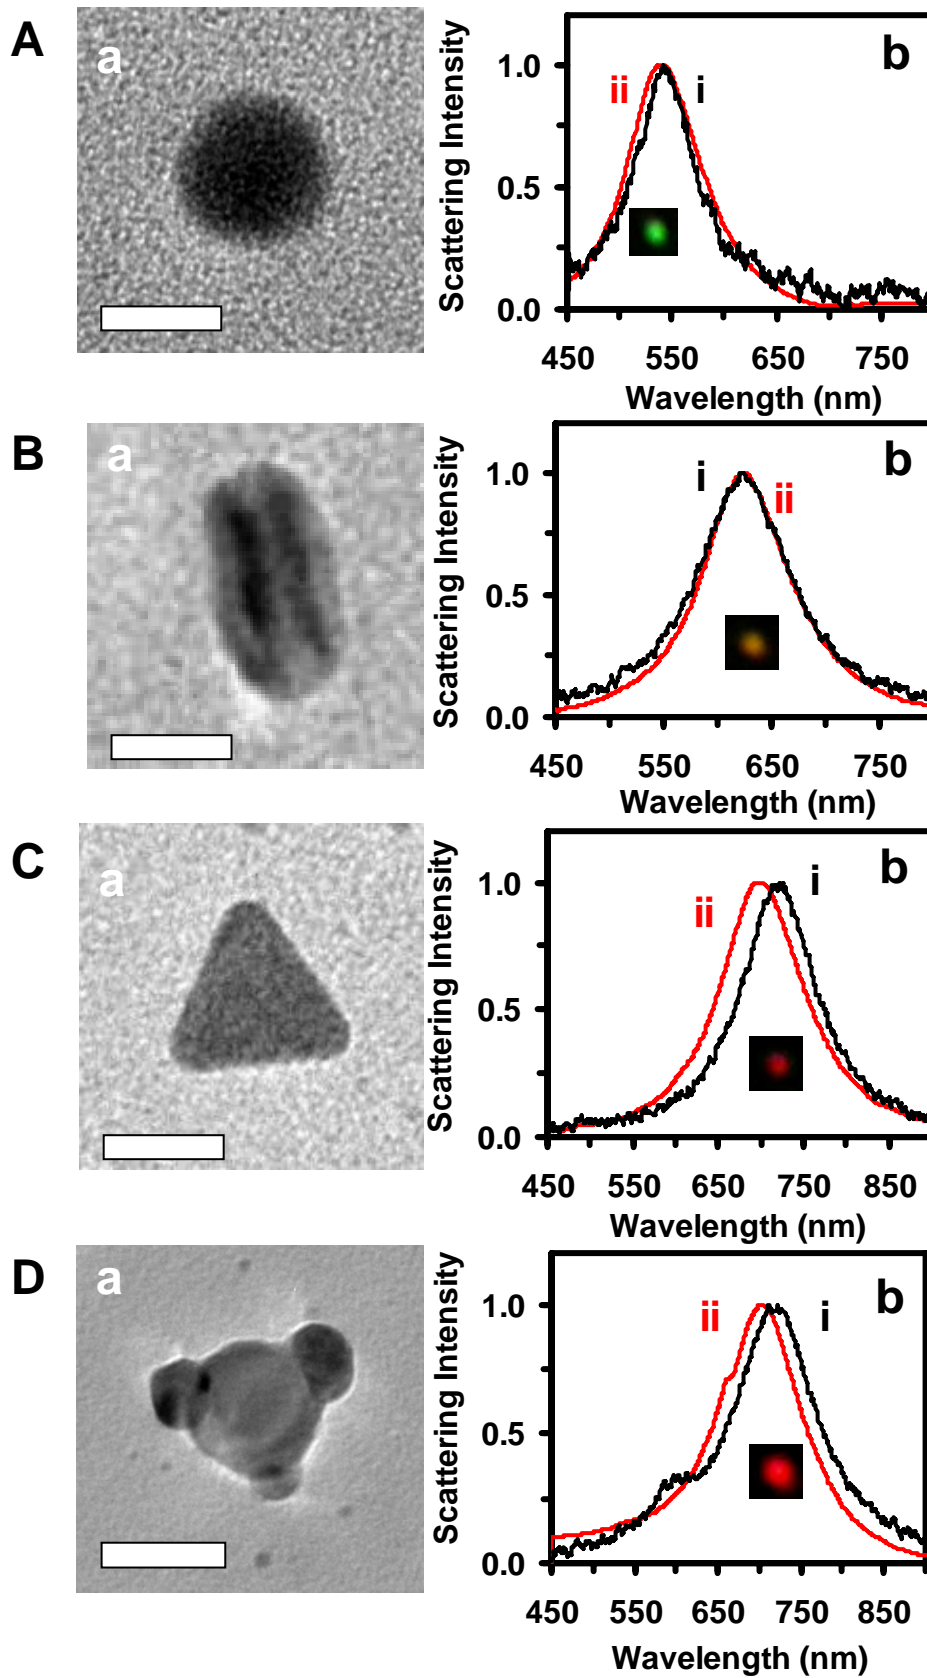 A
a
Scattering Intensity
b
1.0
ii
i
0.5
0.0
450 550 650 750
Wavelength (nm)
B
a
Scattering Intensity
b
1.0
i
ii
0.5
0.0
450 550 650 750
Wavelength (nm)
C
a
Scattering Intensity
b
1.0
ii
i
0.5
0.0
450 550 650 750 850
Wavelength (nm)
D
a
Scattering Intensity
b
1.0
ii
i
0.5
0.0
450 550 650 750 850
Wavelength (nm)